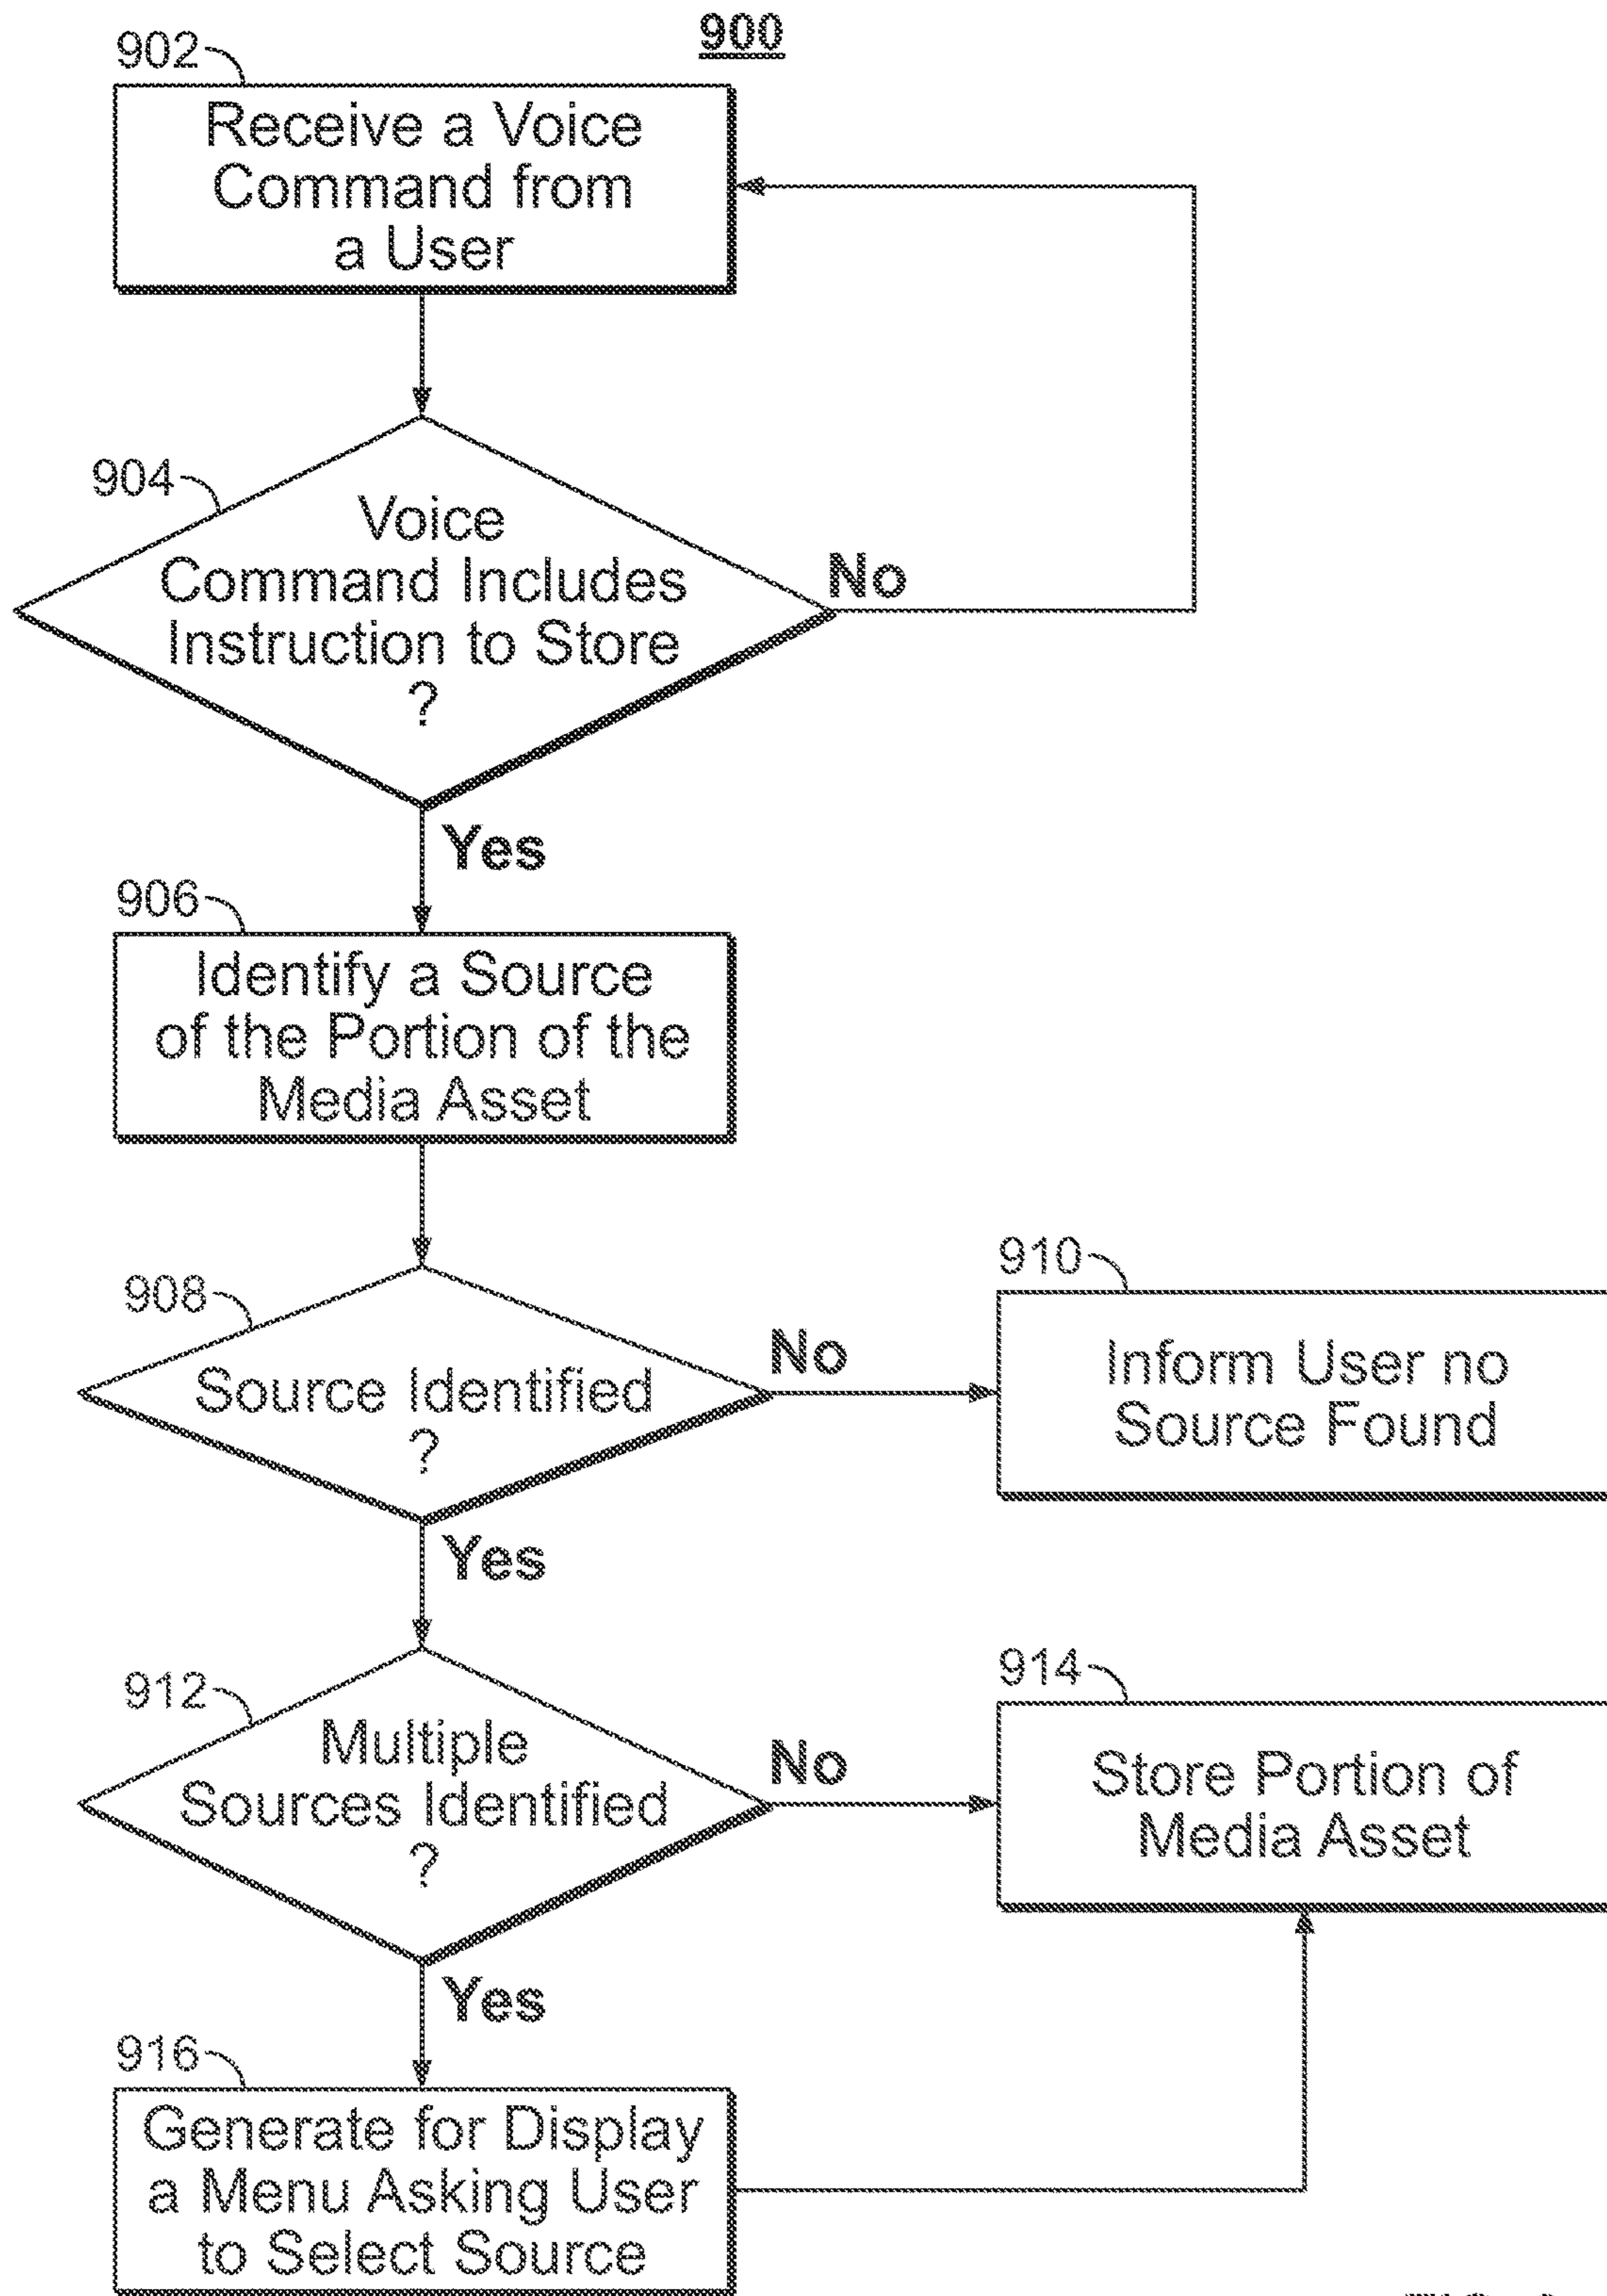 900
902
Receive a Voice
Command from
a User
904
Voice
Command Includes
Instruction to Store
?
No
Yes
906
Identify a Source
of the Portion of the
Media Asset
908
Source Identified
?
No
910
Inform User no
Source Found
Yes
912
Multiple
Sources Identified
?
No
914
Store Portion of
Media Asset
Yes
916
Generate for Display
a Menu Asking User
to Select Source